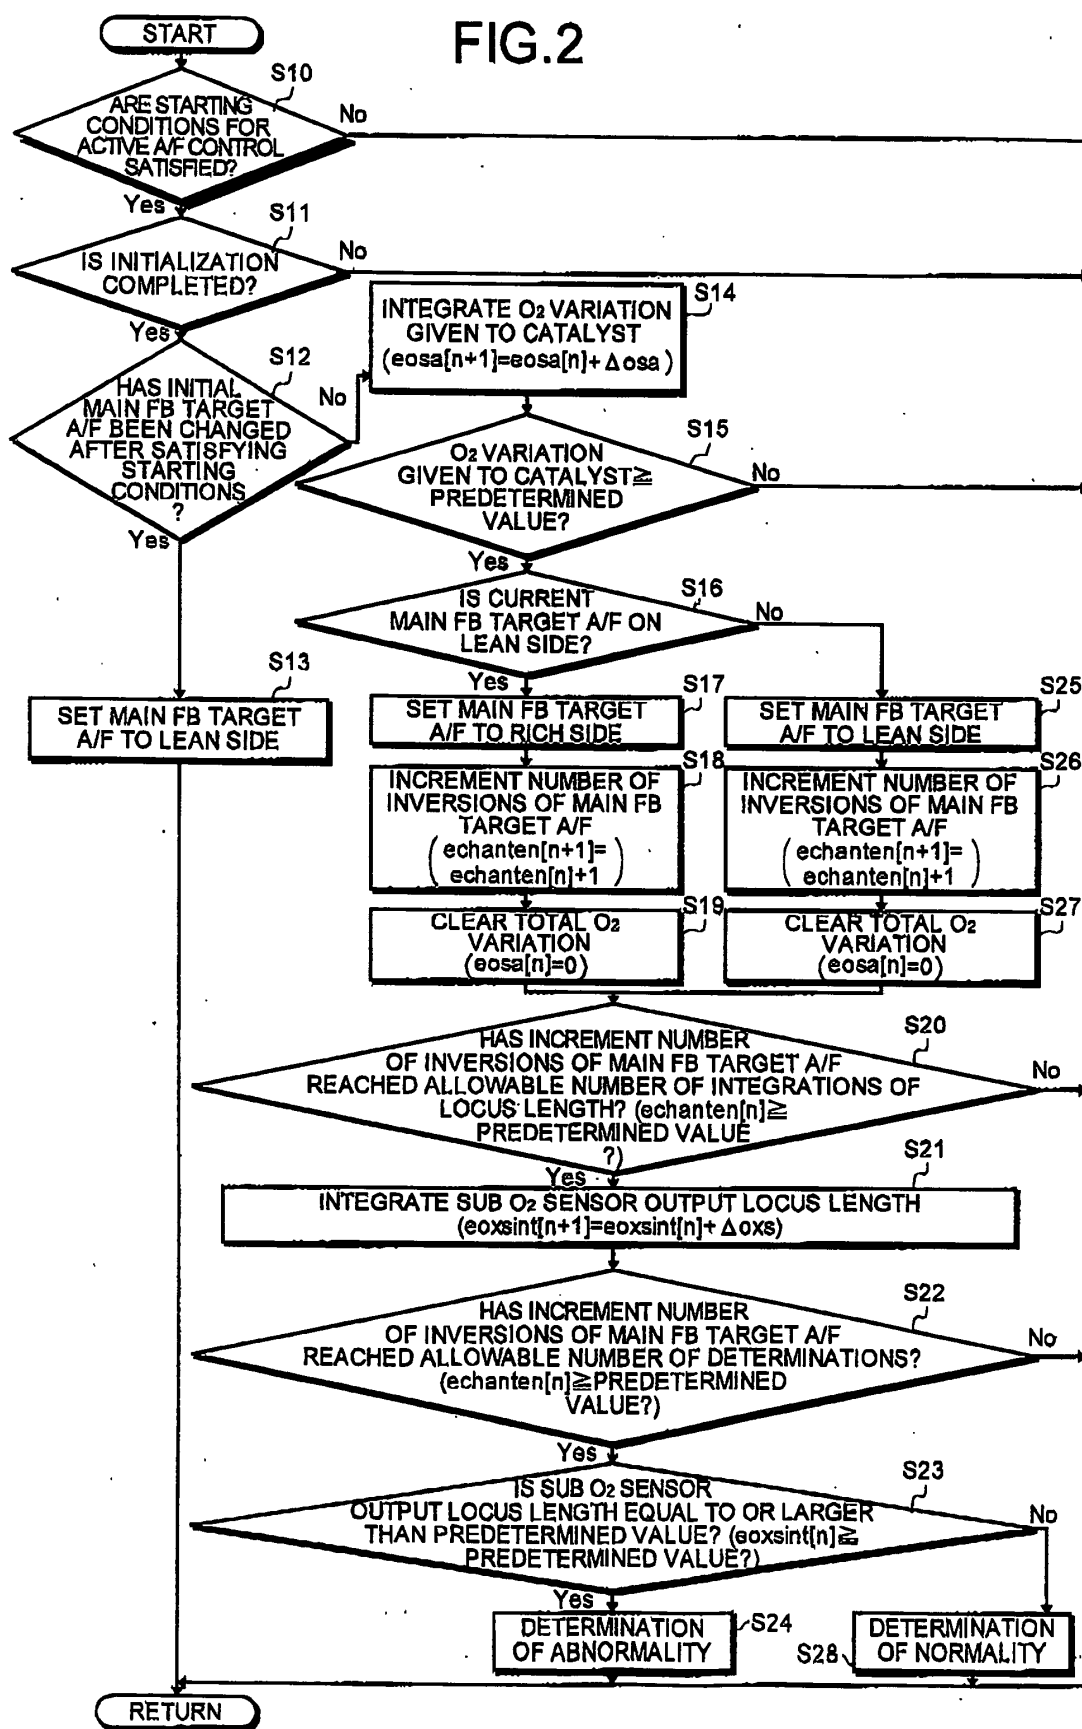 FIG.2
START
S10
ARE STARTING
CONDITIONS FOR
ACTIVE A/F CONTROL
SATISFIED?
No
Yes
S11
IS INITIALIZATION
COMPLETED?
No
Yes
S12
HAS INITIAL
MAIN FB TARGET
A/F BEEN CHANGED
AFTER SATISFYING
STARTING
CONDITIONS
?
No
Yes
S13
SET MAIN FB TARGET
A/F TO LEAN SIDE
S14
INTEGRATE O2 VARIATION
GIVEN TO CATALYST
(eosa[n+1]=eosa[n]+Δosa)
S15
O2 VARIATION
GIVEN TO CATALYST≧
PREDETERMINED
VALUE?
No
Yes
S16
IS CURRENT
MAIN FB TARGET A/F ON
LEAN SIDE?
No
Yes
S17
SET MAIN FB TARGET
A/F TO RICH SIDE
S18
INCREMENT NUMBER OF
INVERSIONS OF MAIN FB
TARGET A/F
(echanten[n+1]=
echanten[n]+1)
S19
CLEAR TOTAL O2
VARIATION
(eosa[n]=0)
S25
SET MAIN FB TARGET
A/F TO LEAN SIDE
S26
INCREMENT NUMBER OF
INVERSIONS OF MAIN FB
TARGET A/F
(echanten[n+1]=
echanten[n]+1)
S27
CLEAR TOTAL O2
VARIATION
(eosa[n]=0)
S20
HAS INCREMENT NUMBER
OF INVERSIONS OF MAIN FB TARGET A/F
REACHED ALLOWABLE NUMBER OF INTEGRATIONS OF
LOCUS LENGTH? (echanten[n]≧
PREDETERMINED VALUE
?)
No
Yes
S21
INTEGRATE SUB O2 SENSOR OUTPUT LOCUS LENGTH
(eoxsint[n+1]=eoxsint[n]+Δoxs)
S22
HAS INCREMENT NUMBER
OF INVERSIONS OF MAIN FB TARGET A/F
REACHED ALLOWABLE NUMBER OF DETERMINATIONS?
(echanten[n]≧PREDETERMINED
VALUE?)
No
Yes
S23
IS SUB O2 SENSOR
OUTPUT LOCUS LENGTH EQUAL TO OR LARGER
THAN PREDETERMINED VALUE? (eoxsint[n]≧
PREDETERMINED VALUE?)
No
Yes
S24
DETERMINATION
OF ABNORMALITY
S28
DETERMINATION
OF NORMALITY
RETURN